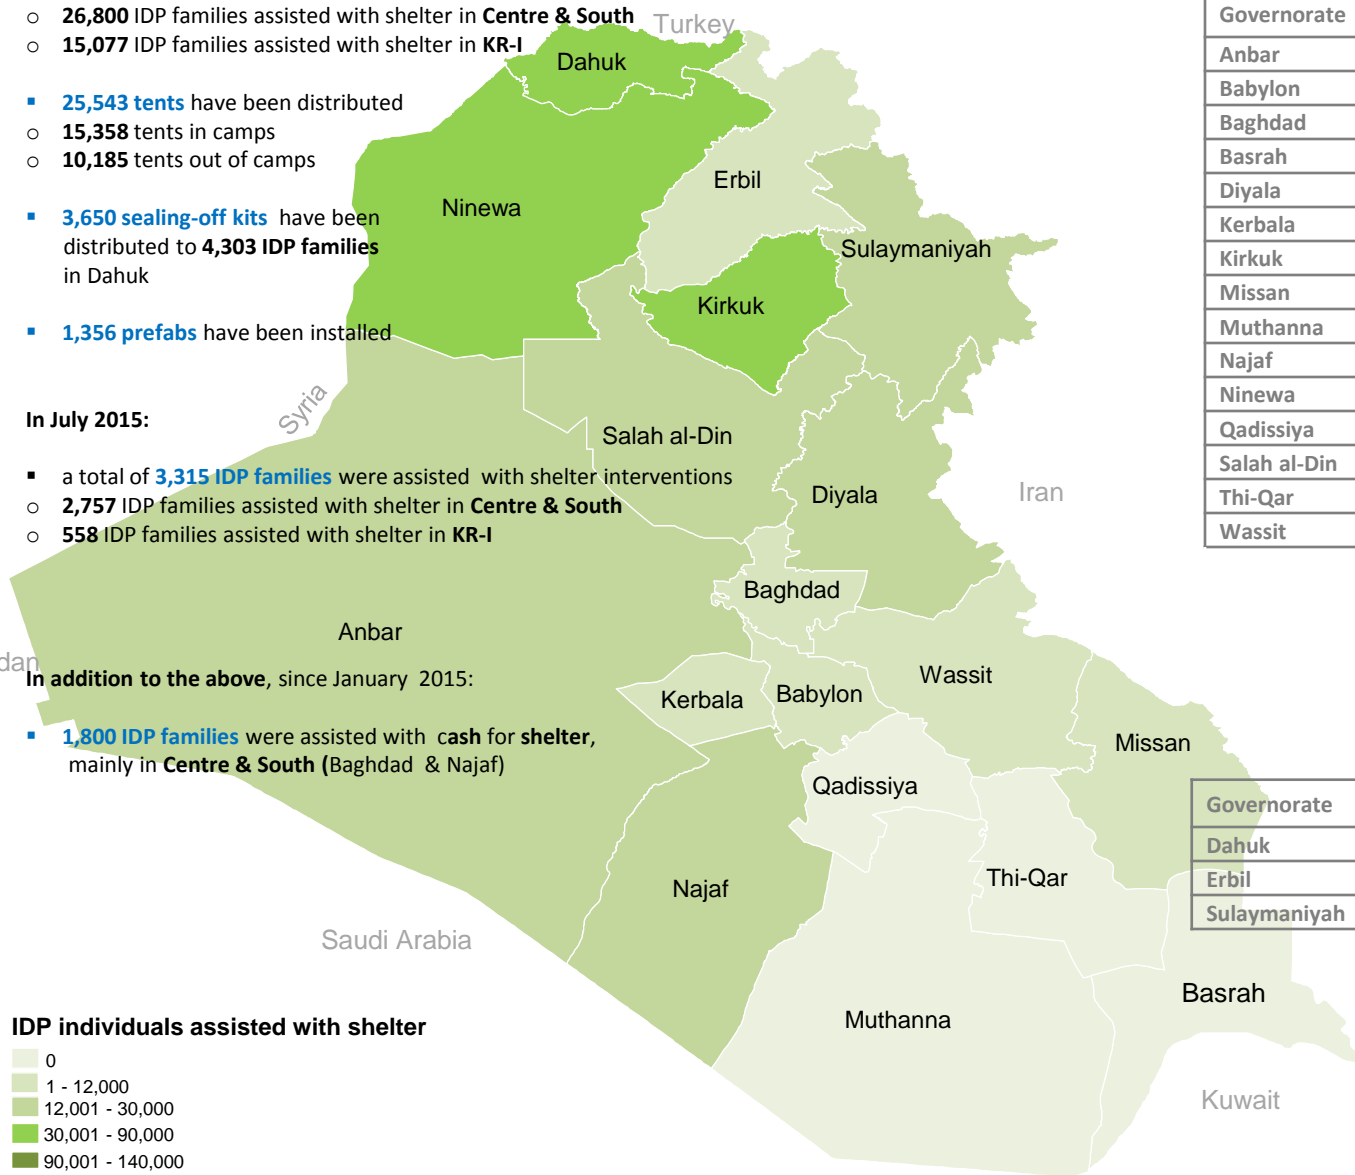 o 26,800 IDP families assisted with shelter in Centre & South
o 15,077 IDP families assisted with shelter in KR-I
▪ 25,543 tents have been distributed
o 15,358 tents in camps
o 10,185 tents out of camps
▪ 3,650 sealing-off kits have been
distributed to 4,303 IDP families
in Dahuk
▪ 1,356 prefabs have been installed
In July 2015:
▪ a total of 3,315 IDP families were assisted with shelter interventions
o 2,757 IDP families assisted with shelter in Centre & South
o 558 IDP families assisted with shelter in KR-I
In addition to the above, since January 2015:
▪ 1,800 IDP families were assisted with cash for shelter,
mainly in Centre & South (Baghdad & Najaf)
Turkey
Dahuk
Erbil
Ninewa
Sulaymaniyah
Kirkuk
Syria
Salah al-Din
Diyala
Iran
Baghdad
Anbar
dan
Wassit
Kerbala
Babylon
Missan
Qadissiya
Thi-Qar
Najaf
Saudi Arabia
Basrah
Muthanna
Kuwait
Governorate
Anbar
Babylon
Baghdad
Basrah
Diyala
Kerbala
Kirkuk
Missan
Muthanna
Najaf
Ninewa
Qadissiya
Salah al-Din
Thi-Qar
Wassit
Governorate
Dahuk
Erbil
Sulaymaniyah
IDP individuals assisted with shelter
0
1 - 12,000
12,001 - 30,000
30,001 - 90,000
90,001 - 140,000